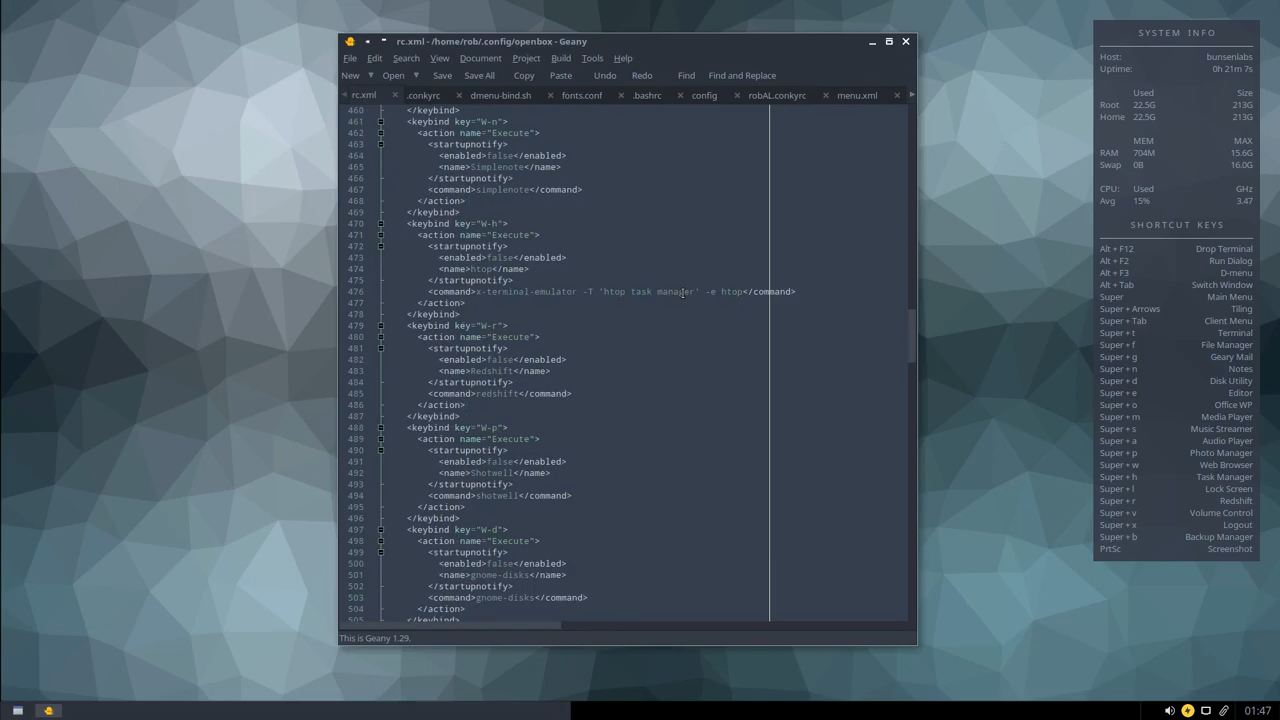 rc.xml - /home/rob/.config/openbox - Geany
File Edit Search View Document Project Build Tools Help
New Open Save Save All Copy Paste Undo Redo Find Find and Replace
rc.xml .conkyrc dmenu-bind.sh fonts.conf .bashrc config robAL.conkyrc menu.xml
460 </keybind>
461 <keybind key="W-n">
462 <action name="Execute">
463 <startupnotify>
464 <enabled>false</enabled>
465 <name>Simplenote</name>
466 </startupnotify>
467 <command>simplenote</command>
468 </action>
469 </keybind>
470 <keybind key="W-h">
471 <action name="Execute">
472 <startupnotify>
473 <enabled>false</enabled>
474 <name>htop</name>
475 </startupnotify>
476 <command>x-terminal-emulator -T 'htop task manager' -e htop</command>
477 </action>
478 </keybind>
479 <keybind key="W-r">
480 <action name="Execute">
481 <startupnotify>
482 <enabled>false</enabled>
483 <name>Redshift</name>
484 </startupnotify>
485 <command>redshift</command>
486 </action>
487 </keybind>
488 <keybind key="W-p">
489 <action name="Execute">
490 <startupnotify>
491 <enabled>false</enabled>
492 <name>Shotwell</name>
493 </startupnotify>
494 <command>shotwell</command>
495 </action>
496 </keybind>
497 <keybind key="W-d">
498 <action name="Execute">
499 <startupnotify>
500 <enabled>false</enabled>
501 <name>gnome-disks</name>
502 </startupnotify>
503 <command>gnome-disks</command>
504 </action>
505 </keybind>
This is Geany 1.29.
SYSTEM INFO
Host: bunsenlabs
Uptime: 0h 21m 7s
Used Size
Root 22.5G 213G
Home 22.5G 213G
MEM MAX
RAM 704M 15.6G
Swap 0B 16.0G
CPU: Used GHz
Avg 15% 3.47
SHORTCUT KEYS
Alt + F12 Drop Terminal
Alt + F2 Run Dialog
Alt + F3 D-menu
Alt + Tab Switch Window
Super Main Menu
Super + Arrows Tiling
Super + Tab Client Menu
Super + t Terminal
Super + f File Manager
Super + g Geary Mail
Super + n Notes
Super + d Disk Utility
Super + e Editor
Super + o Office WP
Super + m Media Player
Super + s Music Streamer
Super + a Audio Player
Super + p Photo Manager
Super + w Web Browser
Super + h Task Manager
Super + l Lock Screen
Super + r Redshift
Super + v Volume Control
Super + x Logout
Super + b Backup Manager
PrtSc Screenshot
01:47